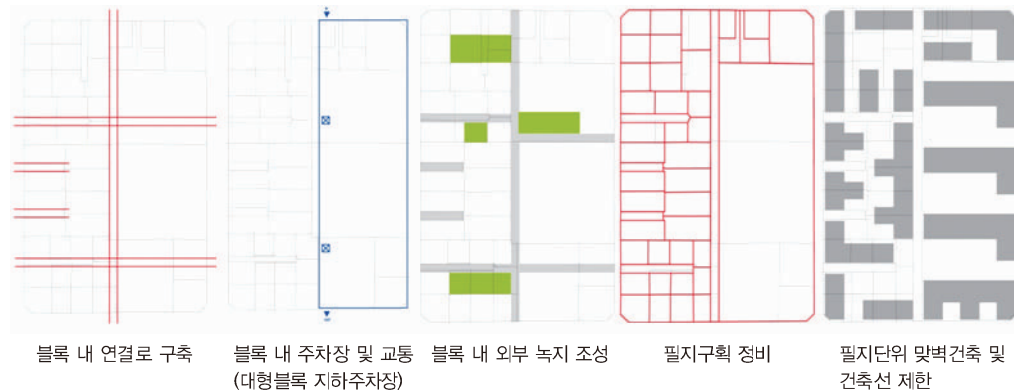 블록 내 연결로 구축
블록 내 주차장 및 교통
(대형블록 지하주차장)
블록 내 외부 녹지 조성
필지구획 정비
필지단위 맞벽건축 및
건축선 제한